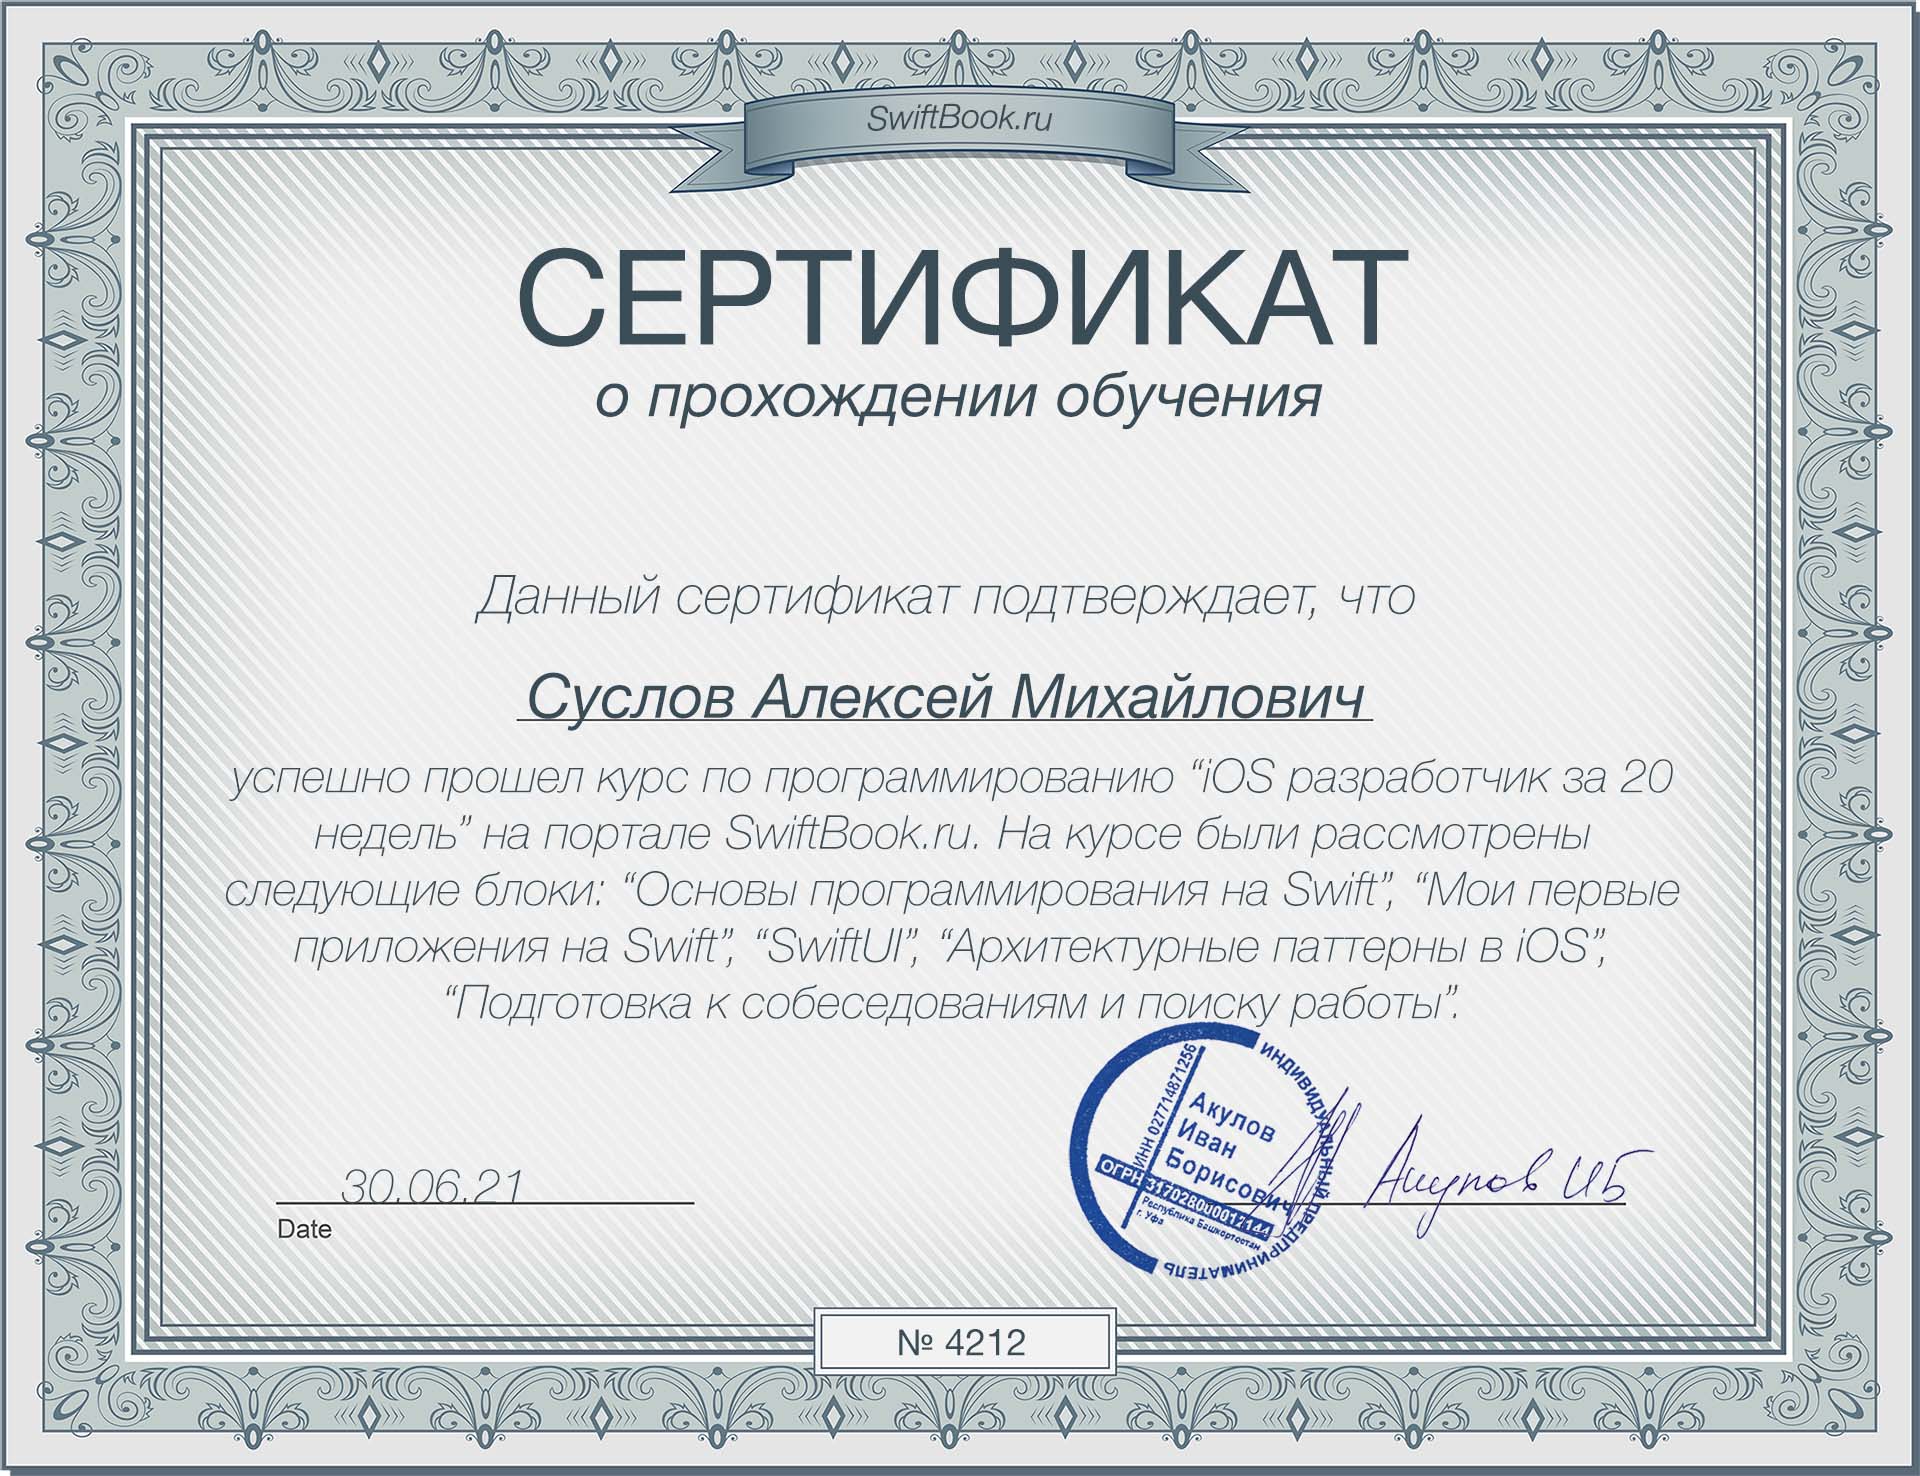 SwiftBook.ru
СЕРТИФИКАТ
о прохождении обучения
Данный сертификат подтверждает, что
Суслов Алексей Михайлович
успешно прошел курс по программированию “iOS разработчик за 20
недель” на портале SwiftBook.ru. На курсе были рассмотрены
следующие блоки: “Основы программирования на Swift”, “Мои первые
приложения на Swift”, “SwiftUI”, “Архитектурные паттерны в iOS”,
“Подготовка к собеседованиям и поиску работы”.
ИНДИВИДУАЛЬНЫЙ ПРЕДПРИНИМАТЕЛЬ
ИНН 027714871256
Акулов
Иван
Борисович
ОГРН 317028000017144
Республика Башкортостан
г. Уфа
Акулов ИБ
30.06.21
Date
№ 4212